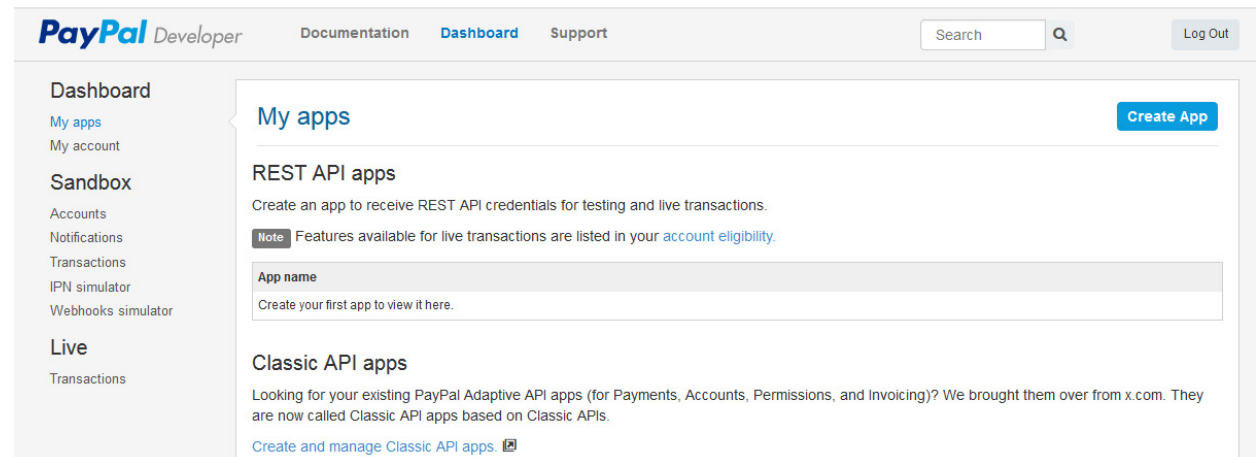 PayPal Developer
Documentation Dashboard Support
Search
Log Out
Dashboard
My apps
My account
Sandbox
Accounts
Notifications
Transactions
IPN simulator
Webhooks simulator
Live
Transactions
My apps
Create App
REST API apps
Create an app to receive REST API credentials for testing and live transactions.
Note Features available for live transactions are listed in your account eligibility.
App name
Create your first app to view it here.
Classic API apps
Looking for your existing PayPal Adaptive API apps (for Payments, Accounts, Permissions, and Invoicing)? We brought them over from x.com. They
are now called Classic API apps based on Classic APIs.
Create and manage Classic API apps.